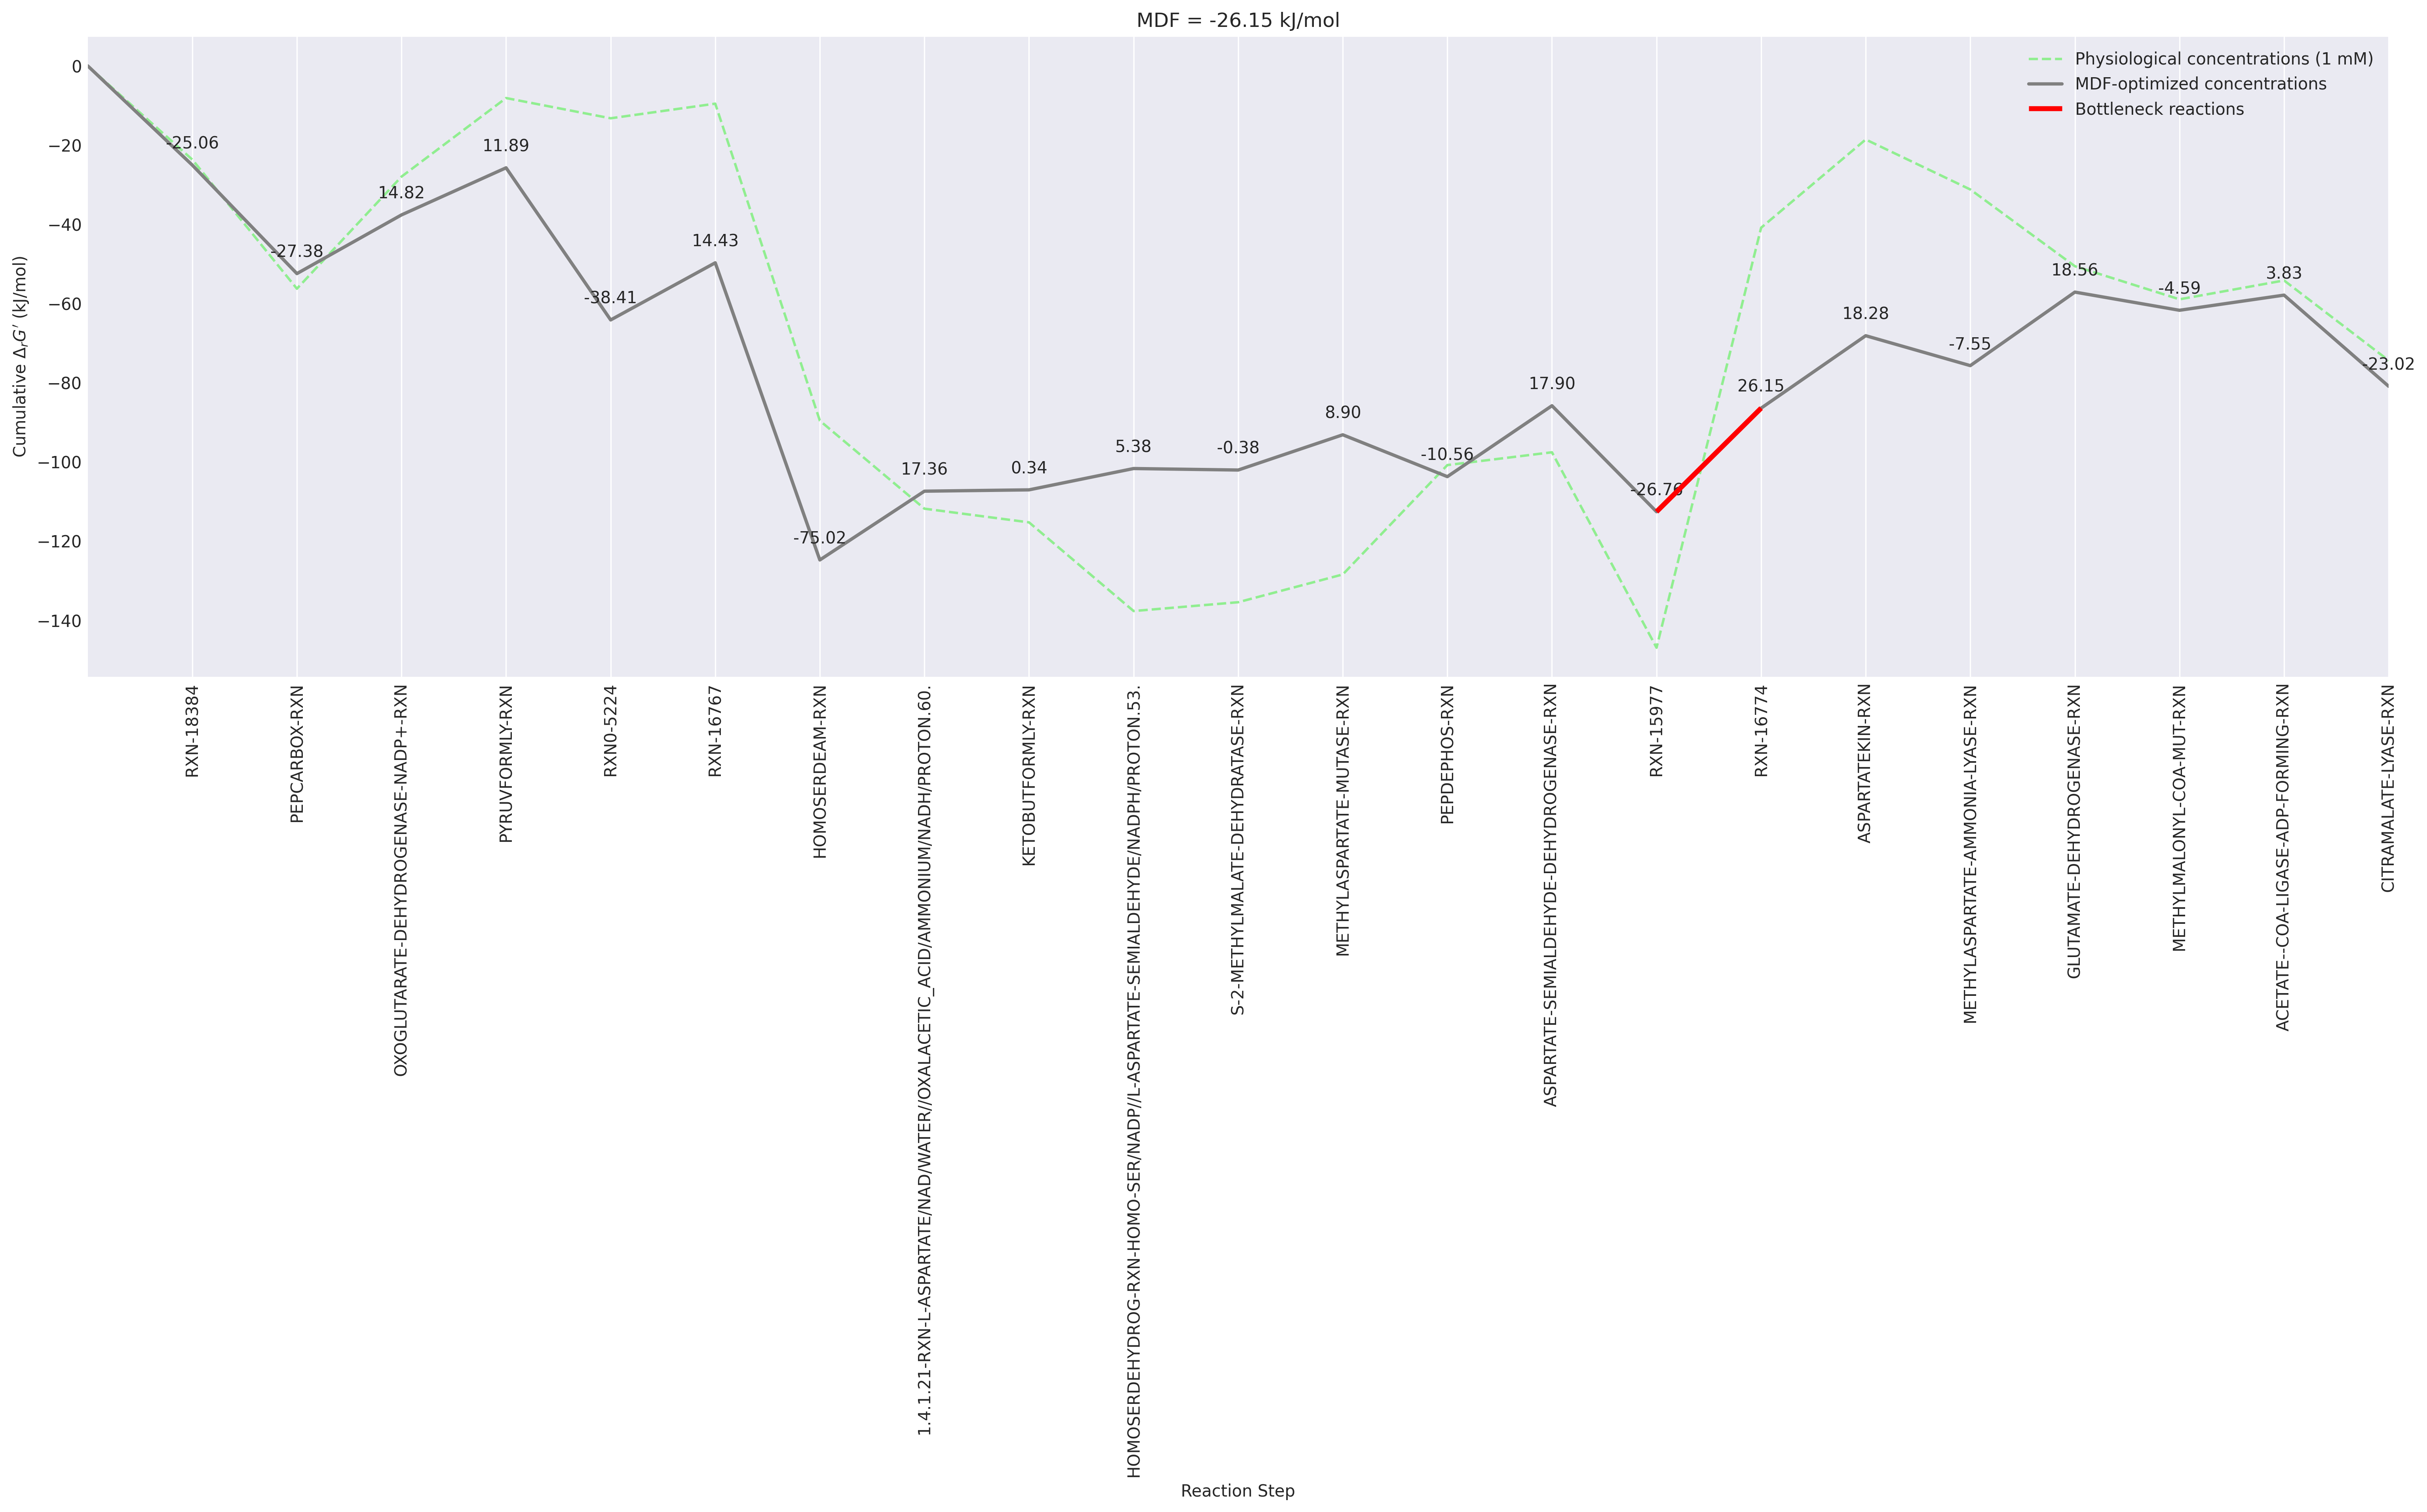 MDF = -26.15 kJ/mol
Physiological concentrations (1 mM)
MDF-optimized concentrations
Bottleneck reactions
Cumulative ΔrG′ (kJ/mol)
0
−20
−40
−60
−80
−100
−120
−140
-25.06
-27.38
14.82
11.89
-38.41
14.43
-75.02
17.36
0.34
5.38
-0.38
8.90
-10.56
17.90
-26.76
26.15
18.28
-7.55
18.56
-4.59
3.83
-23.02
RXN-18384
PEPCARBOX-RXN
OXOGLUTARATE-DEHYDROGENASE-NADP+-RXN
PYRUVFORMLY-RXN
RXN0-5224
RXN-16767
HOMOSERDEAM-RXN
1.4.1.21-RXN-L-ASPARTATE/NAD/WATER//OXALACETIC_ACID/AMMONIUM/NADH/PROTON.60.
KETOBUTFORMLY-RXN
HOMOSERDEHYDROG-RXN-HOMO-SER/NADP//L-ASPARTATE-SEMIALDEHYDE/NADPH/PROTON.53.
S-2-METHYLMALATE-DEHYDRATASE-RXN
METHYLASPARTATE-MUTASE-RXN
PEPDEPHOS-RXN
ASPARTATE-SEMIALDEHYDE-DEHYDROGENASE-RXN
RXN-15977
RXN-16774
ASPARTATEKIN-RXN
METHYLASPARTATE-AMMONIA-LYASE-RXN
GLUTAMATE-DEHYDROGENASE-RXN
METHYLMALONYL-COA-MUT-RXN
ACETATE--COA-LIGASE-ADP-FORMING-RXN
CITRAMALATE-LYASE-RXN
Reaction Step